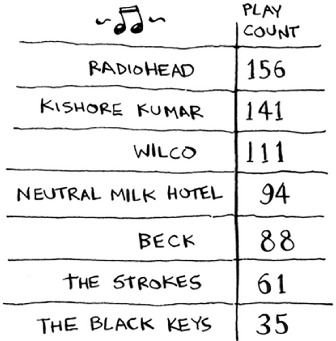 PLAY
COUNT
RADIOHEAD 156
KISHORE KUMAR 141
WILCO 111
NEUTRAL MILK HOTEL 94
BECK 88
THE STROKES 61
THE BLACK KEYS 35